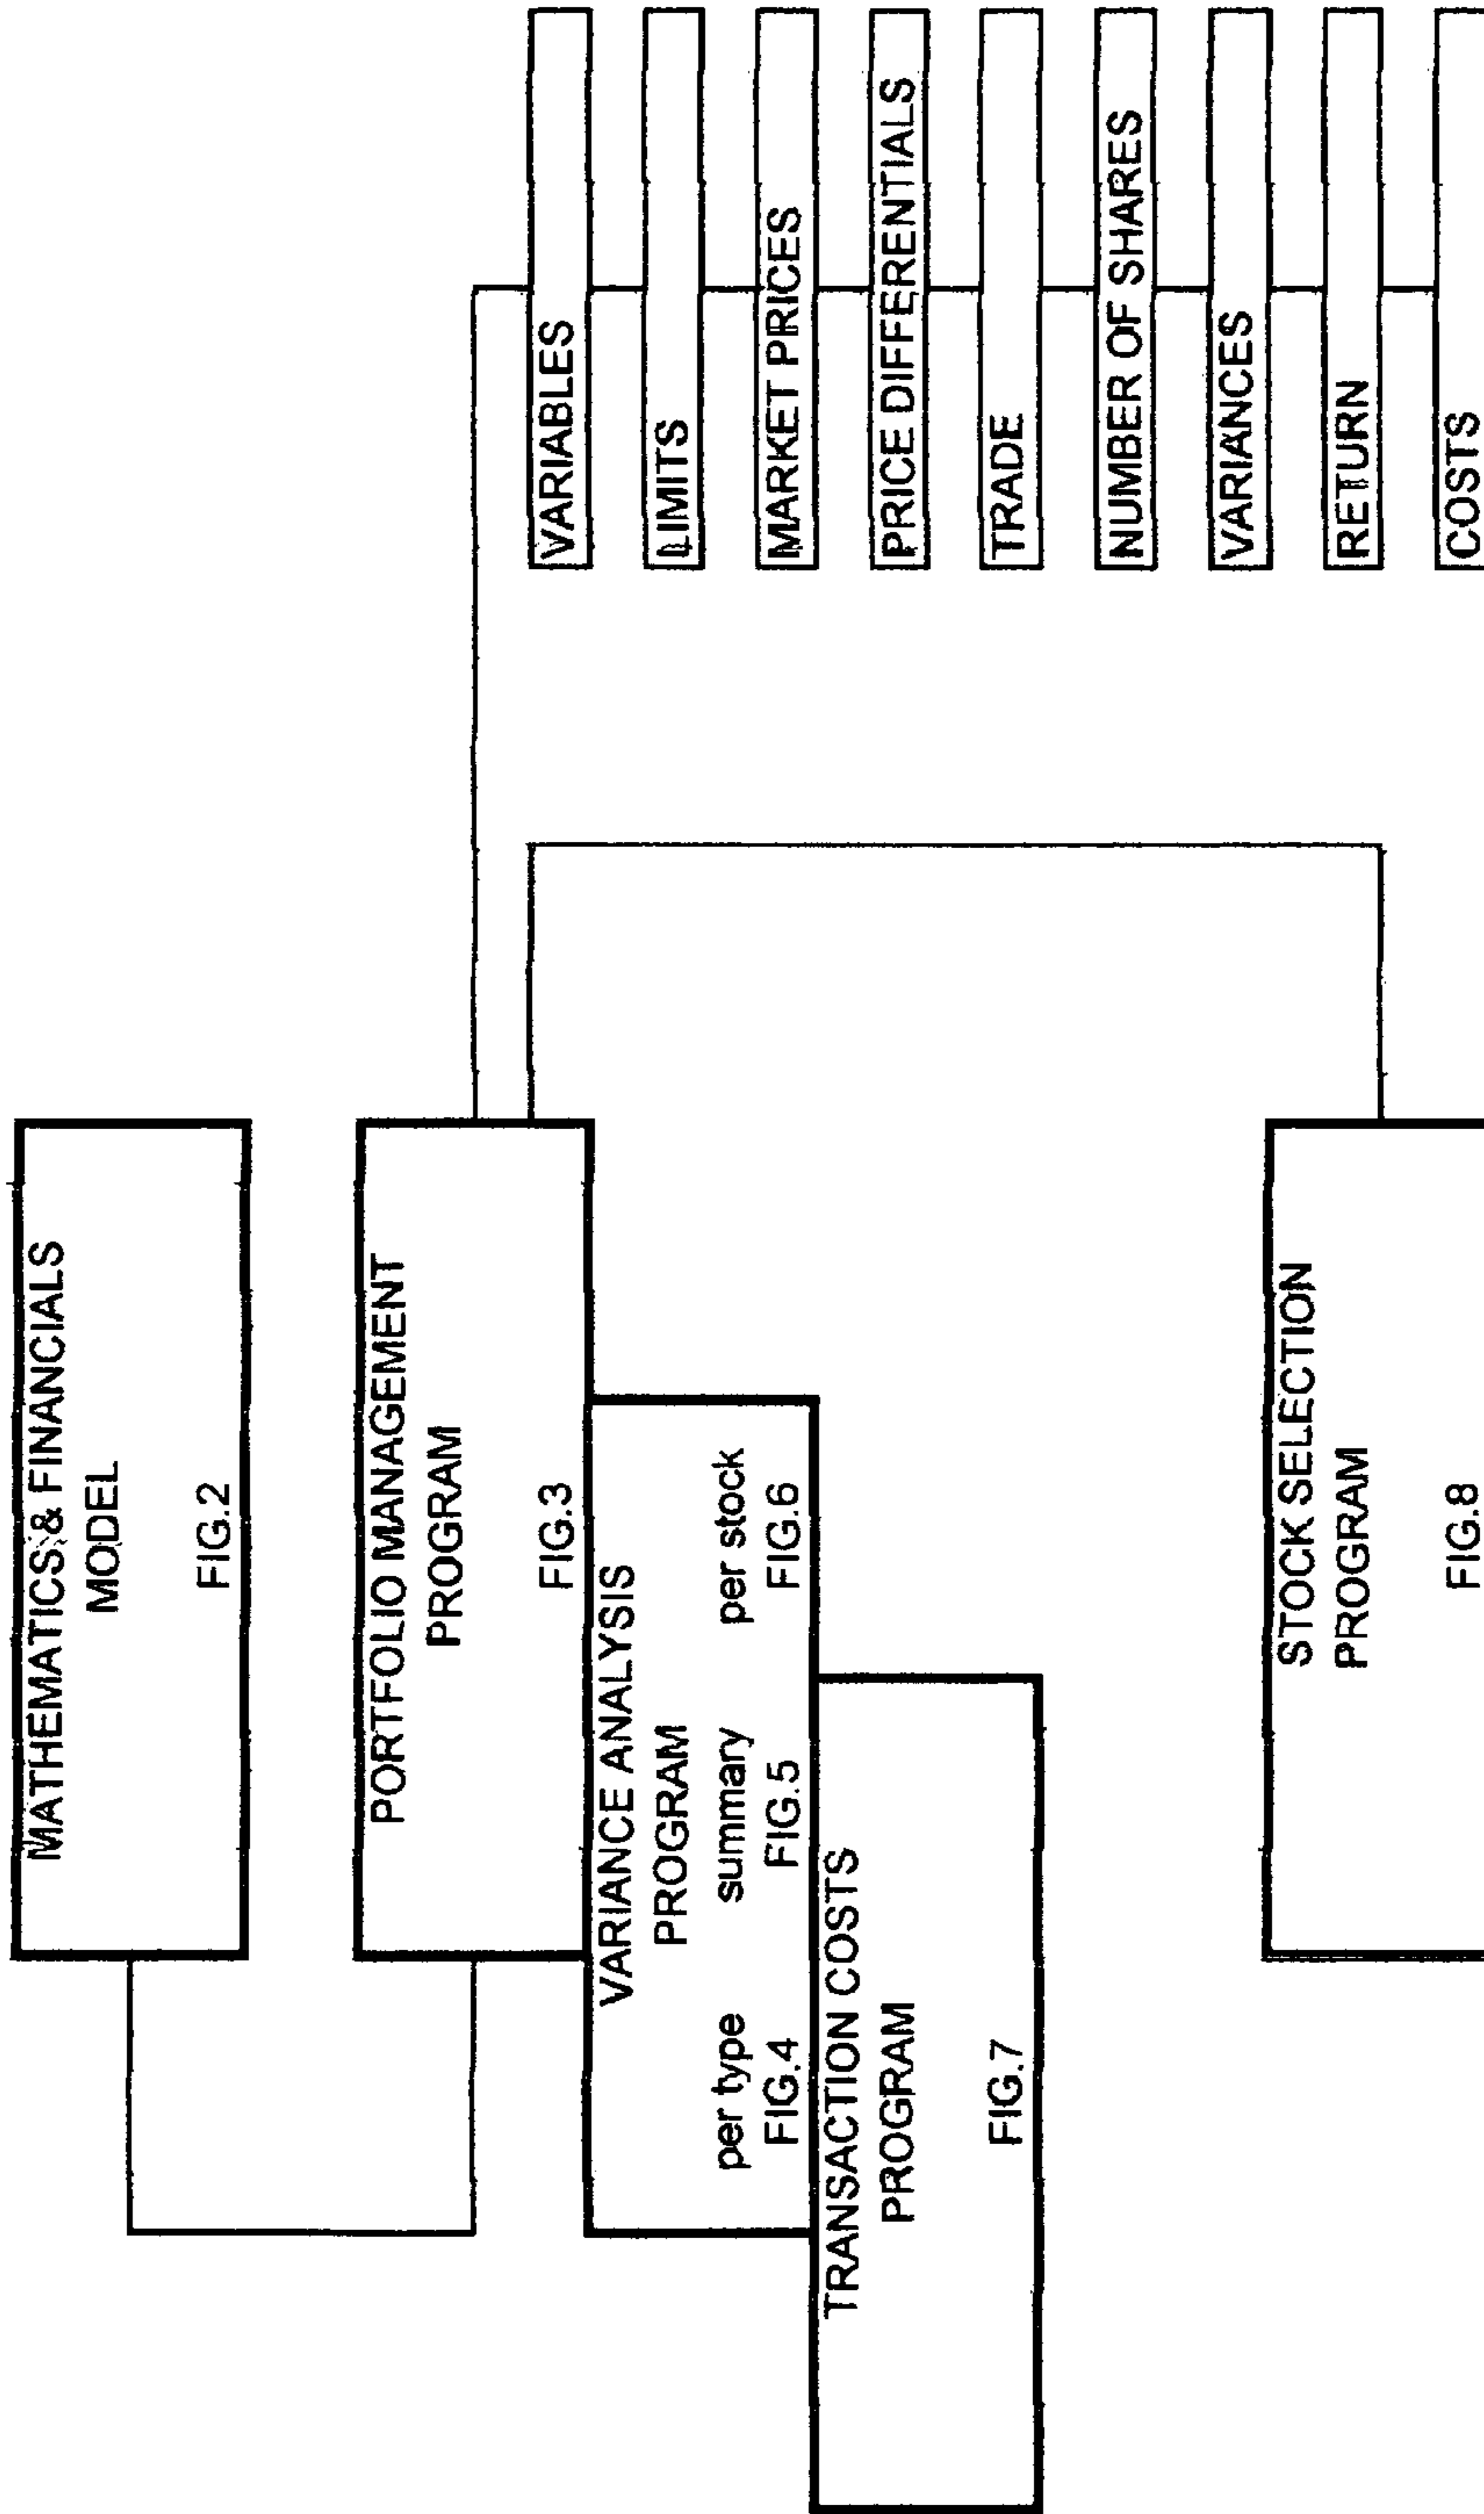 MATHEMATICS & FINANCIALS
MODEL
FIG.2
PORTFOLIO MANAGEMENT
PROGRAM
FIG.3
VARIANCE ANALYSIS
PROGRAM
per type summary per stock
FIG.4 FIG.5 FIG.6
TRANSACTION COSTS
PROGRAM
FIG.7
STOCK SELECTION
PROGRAM
FIG.8
VARIABLES
LIMITS
MARKET PRICES
PRICE DIFFERENTIALS
TRADE
NUMBER OF SHARES
VARIANCES
RETURN
COSTS